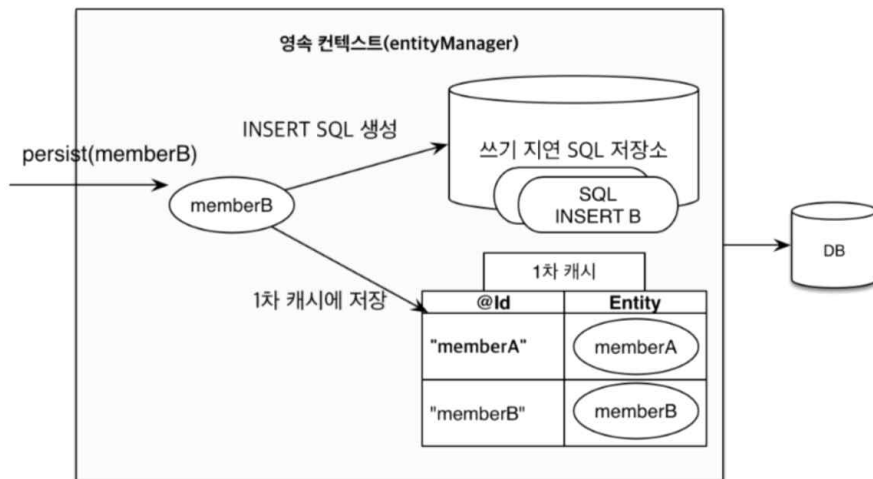 영속 컨텍스트(entityManager)
INSERT SQL 생성
persist(memberB)
쓰기 지연 SQL 저장소
memberB
SQL
INSERT B
DB
1차 캐시
1차 캐시에 저장
@Id Entity
"memberA" memberA
"memberB" memberB